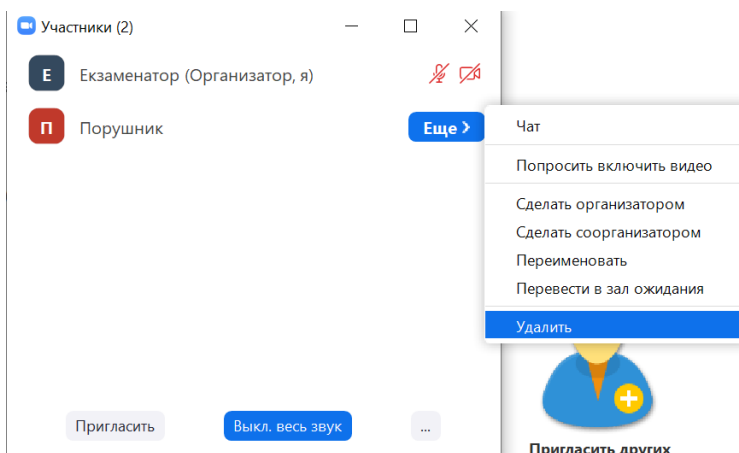 Участники (2)
Е
Екзаменатор (Организатор, я)
П
Порушник
Еще
Чат
Попросить включить видео
Сделать организатором
Сделать соорганизатором
Переименовать
Перевести в зал ожидания
Удалить
Пригласить
Выкл. весь звук
...
Пригласить других